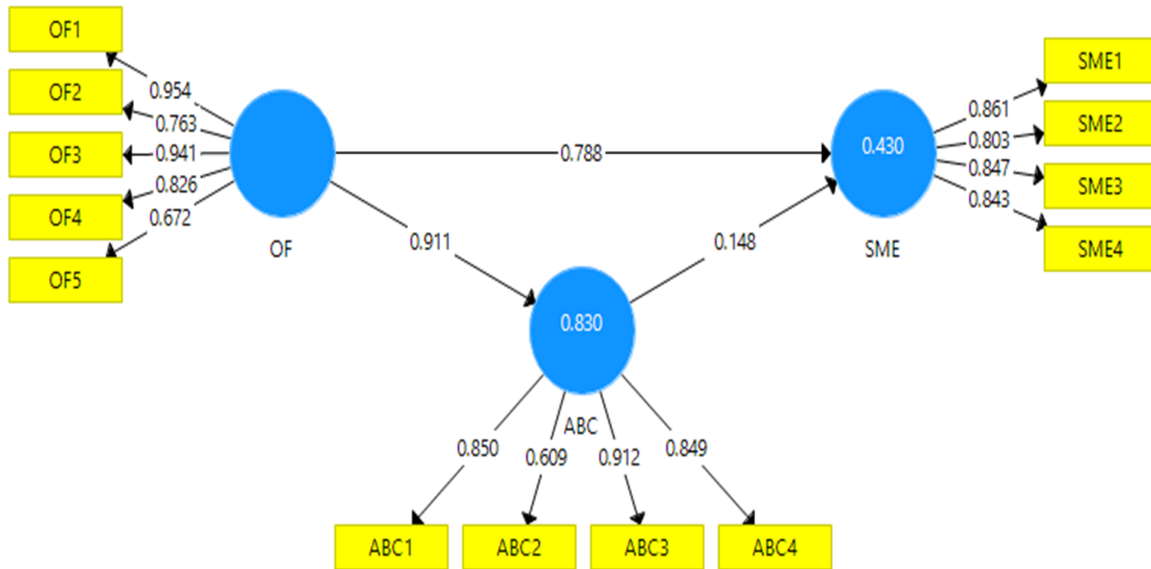 OF1
OF2
OF3
OF4
OF5
0.954
0.763
0.941
0.826
0.672
OF
0.788
0.911
0.148
0.430
SME
0.861
0.803
0.847
0.843
SME1
SME2
SME3
SME4
0.830
ABC
0.850
0.609
0.912
0.849
ABC1
ABC2
ABC3
ABC4